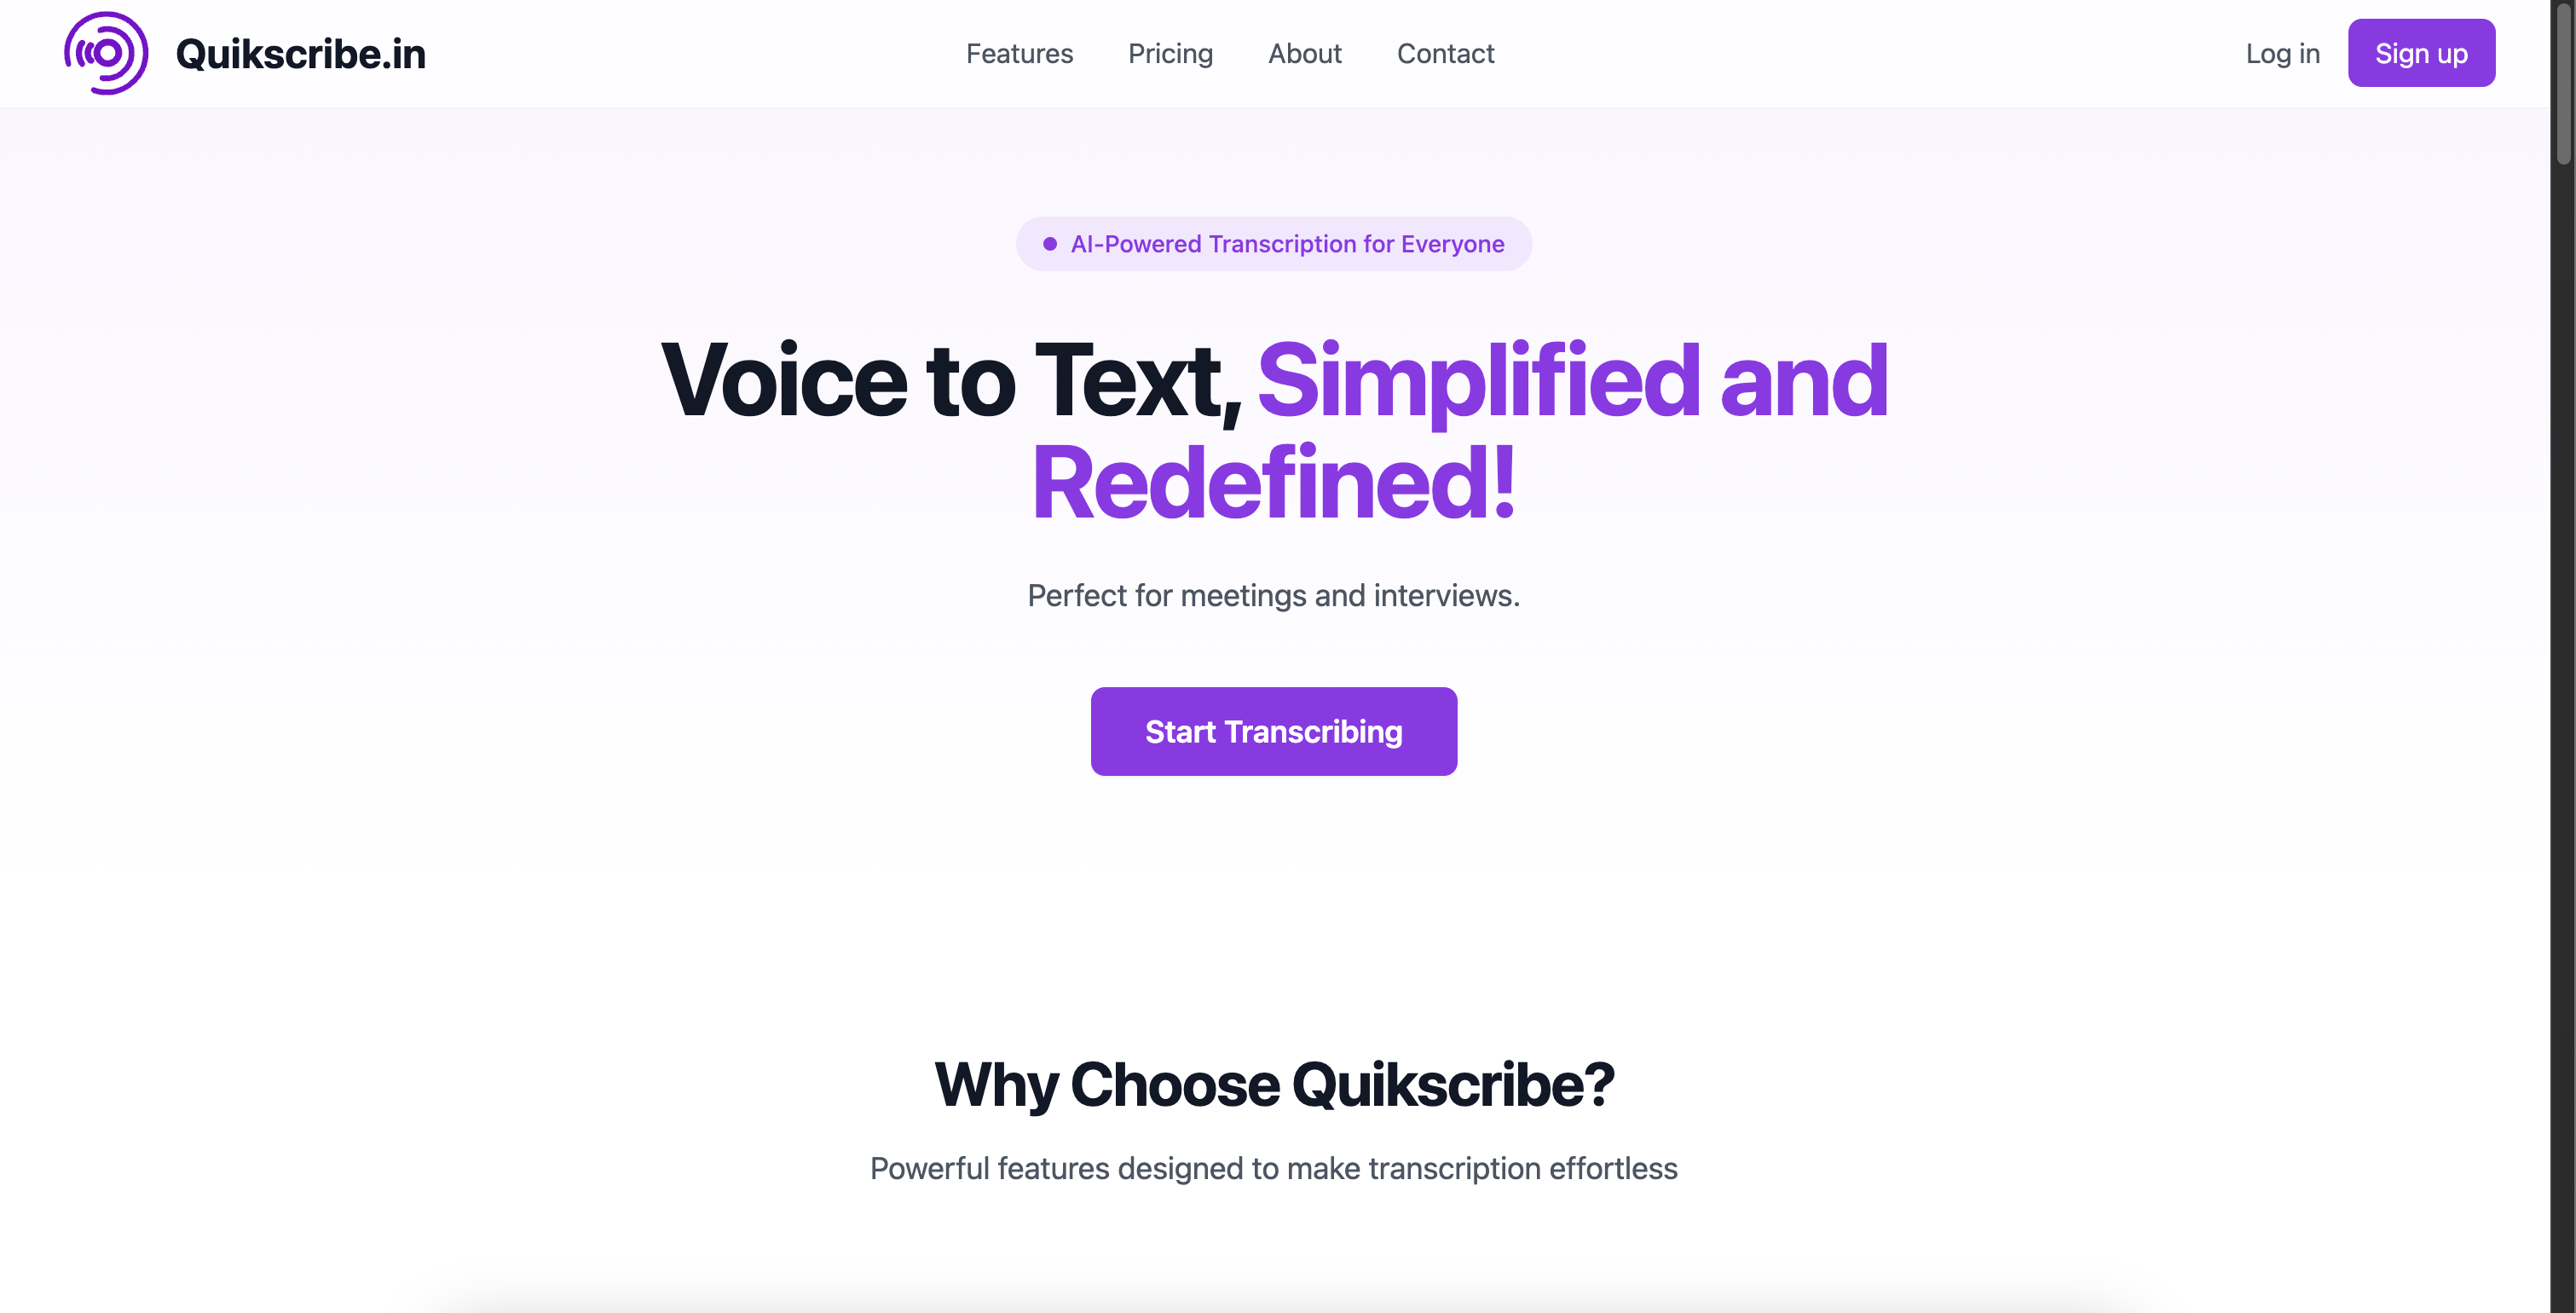 Quikscribe.in
Features
Pricing
About
Contact
Log in
Sign up
AI-Powered Transcription for Everyone
Voice to Text, Simplified and
Redefined!
Perfect for meetings and interviews.
Start Transcribing
Why Choose Quikscribe?
Powerful features designed to make transcription effortless